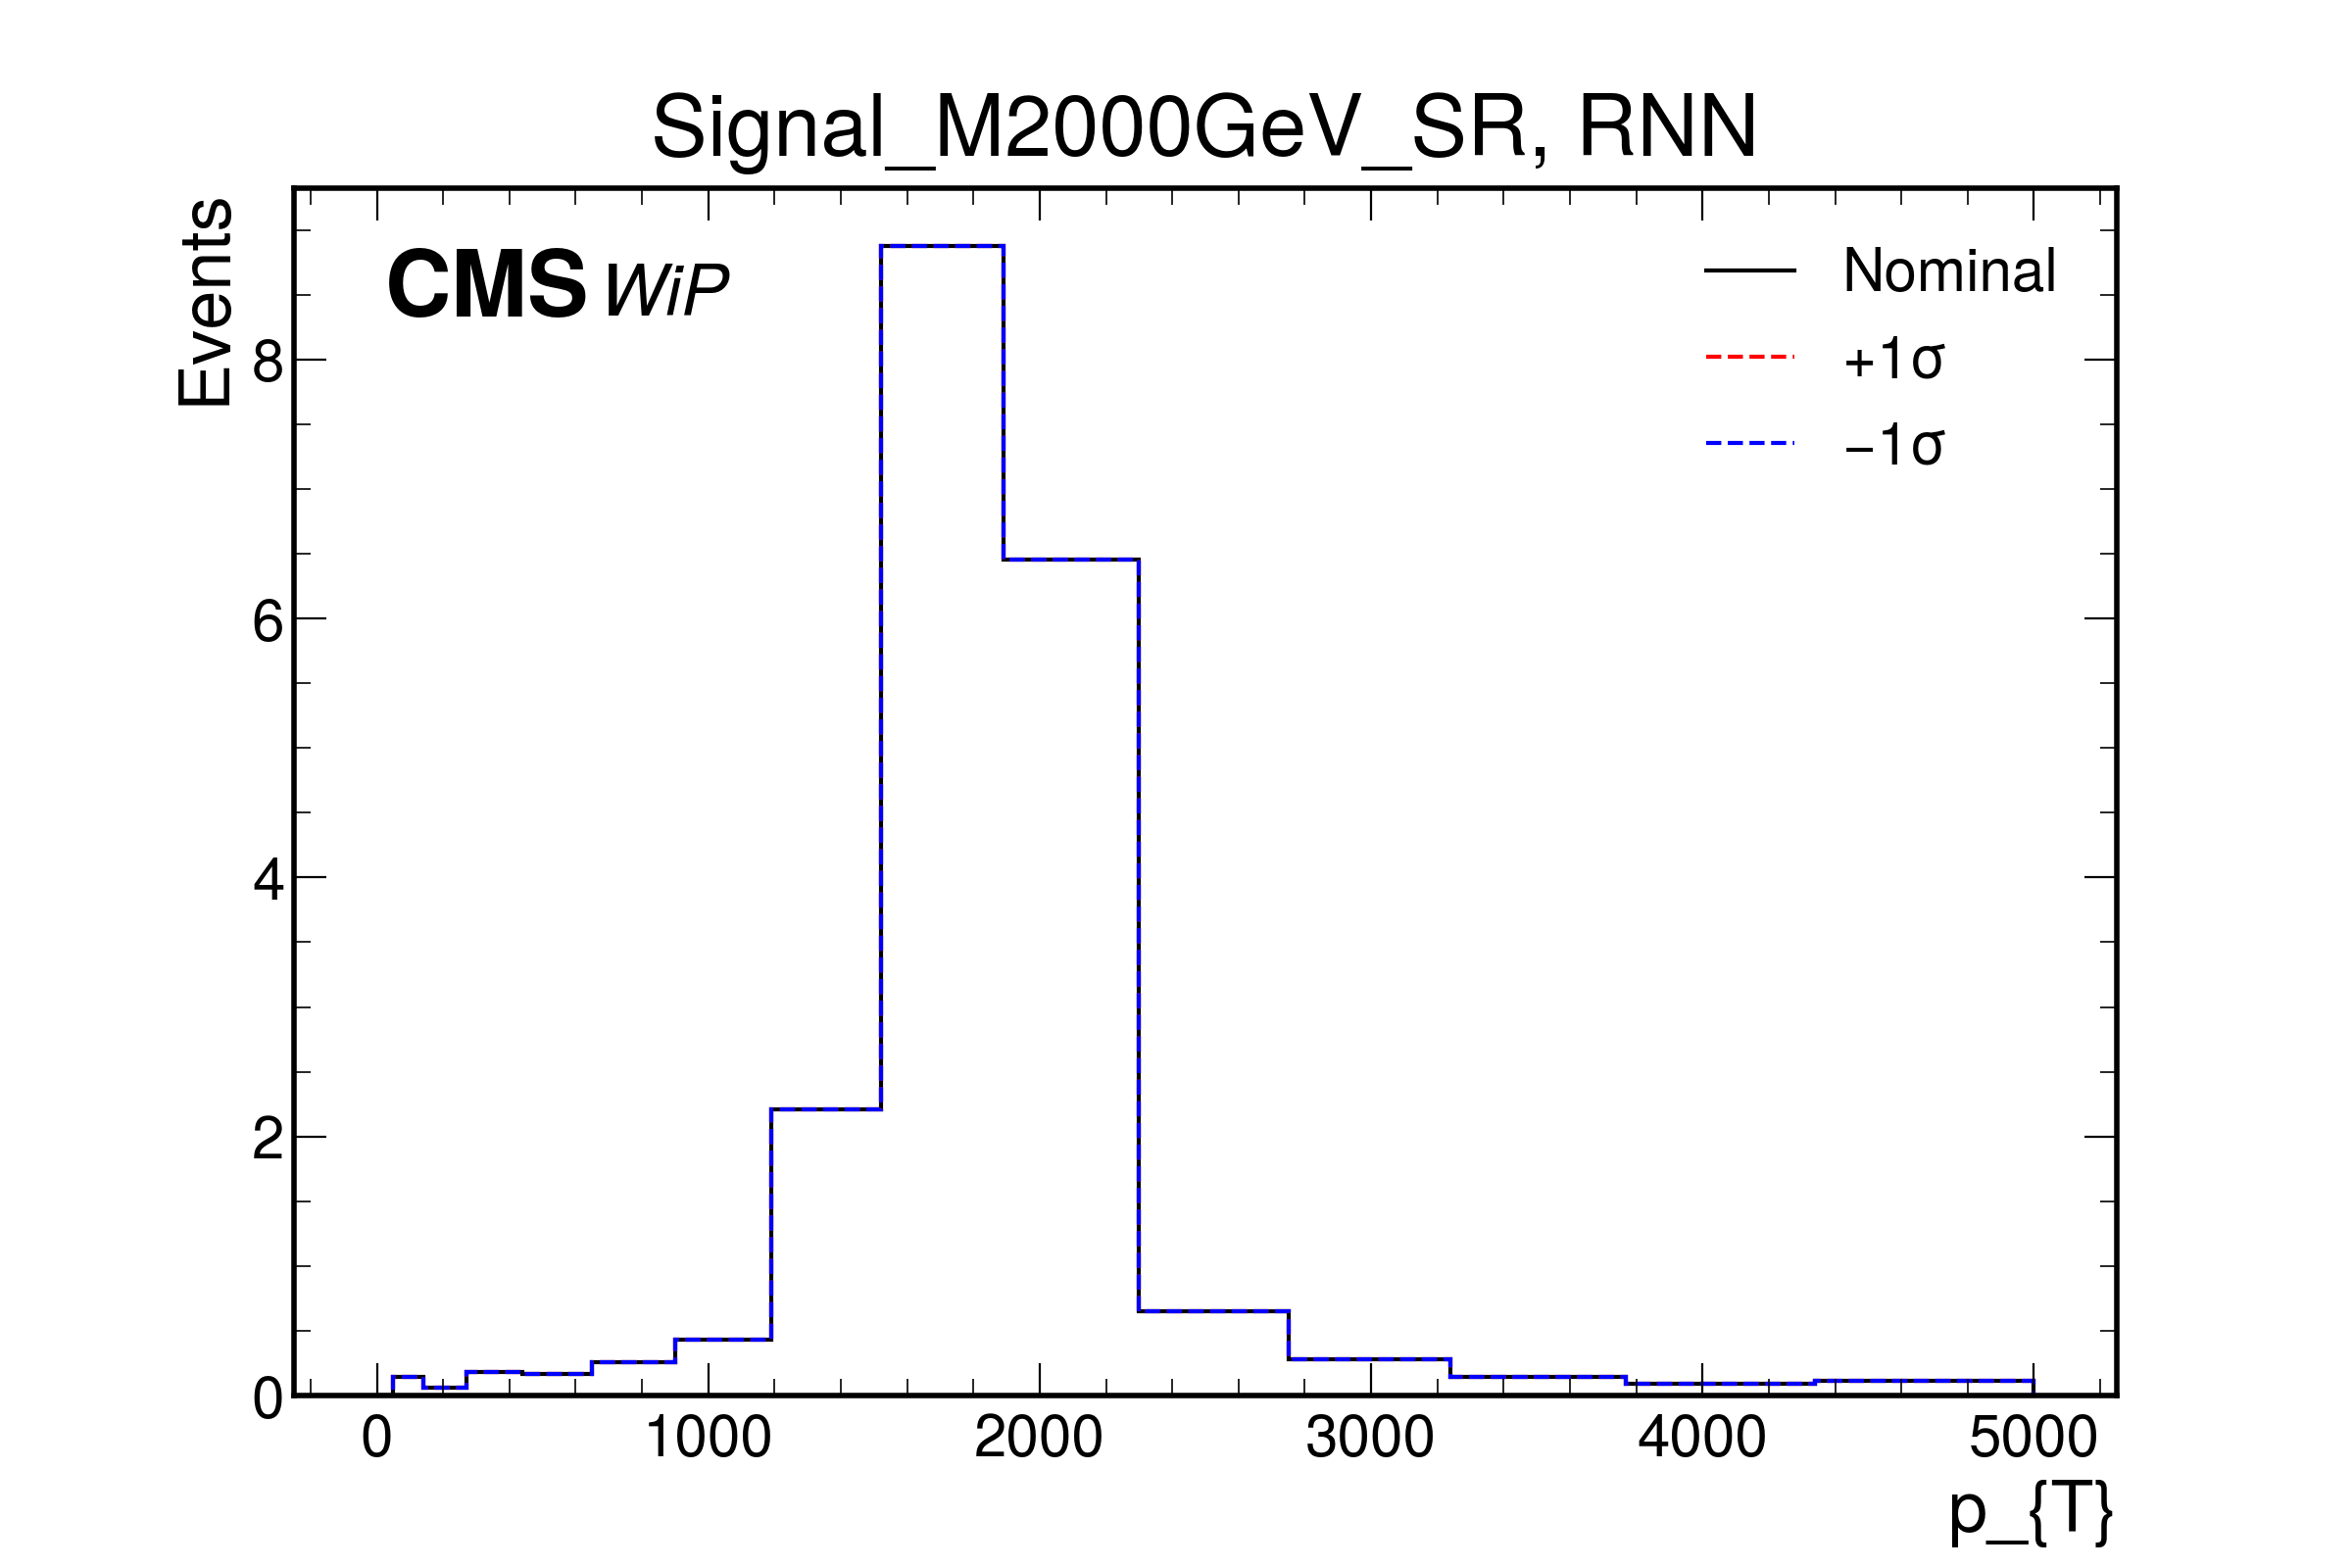 Signal_M2000GeV_SR, RNN
Events
CMS WiP
Nominal
+1σ
−1σ
8
6
4
2
0
0 1000 2000 3000 4000 5000
p_{T}